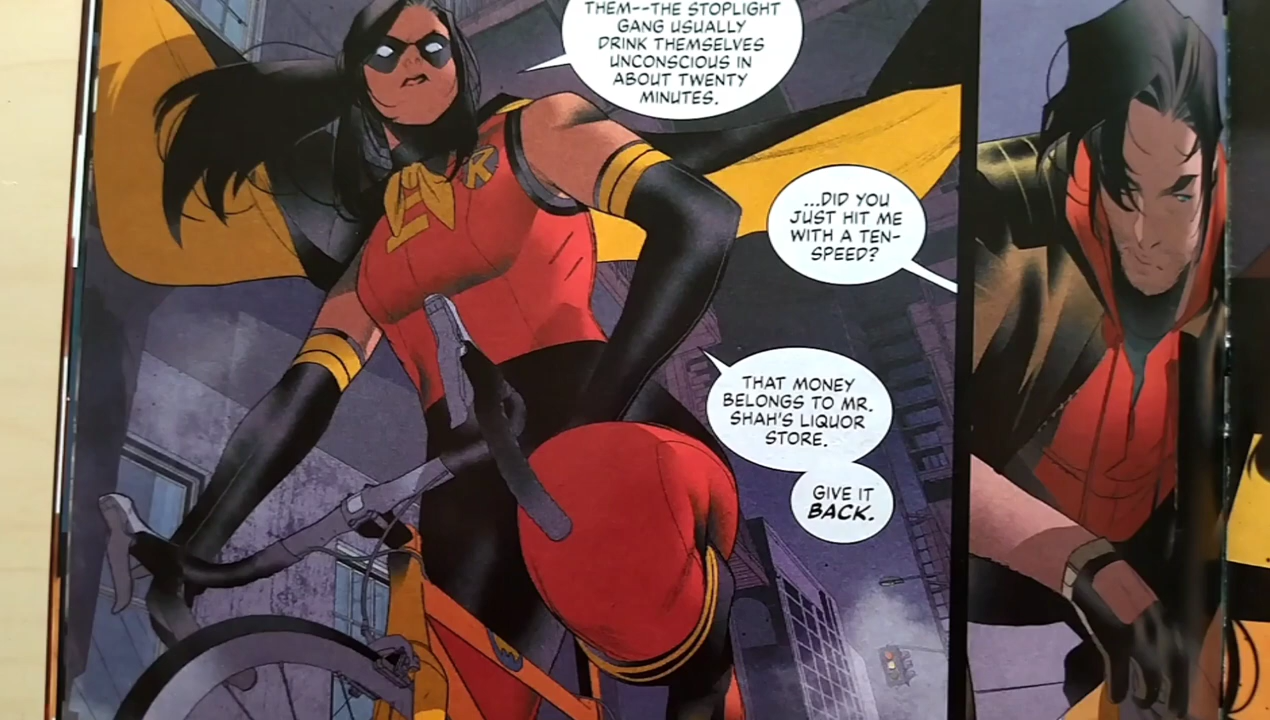 THEM--THE STOPLIGHT
GANG USUALLY
DRINK THEMSELVES
UNCONSCIOUS IN
ABOUT TWENTY
MINUTES.
...DID YOU
JUST HIT ME
WITH A TEN-
SPEED?
THAT MONEY
BELONGS TO MR.
SHAH'S LIQUOR
STORE.
GIVE IT
BACK.
R